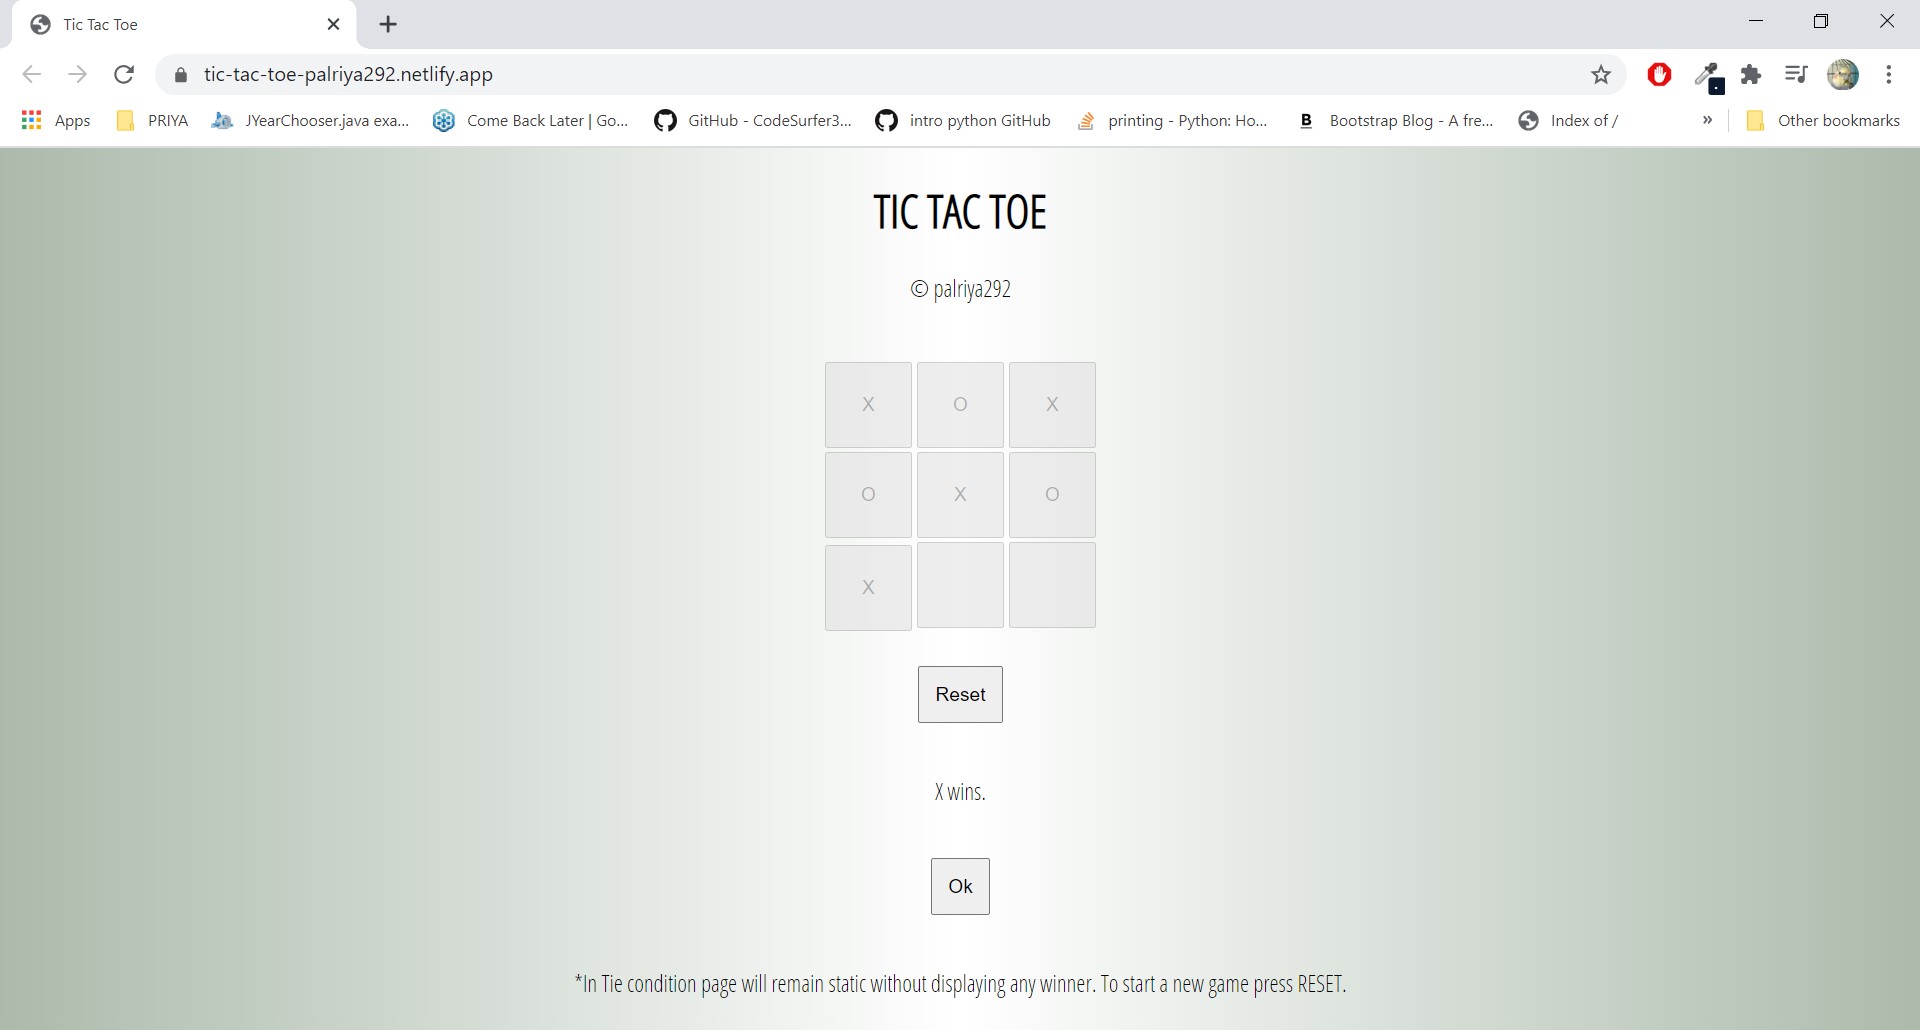 Tic Tac Toe
tic-tac-toe-palriya292.netlify.app
Apps PRIYA JYearChooser.java exa... Come Back Later | Go... GitHub - CodeSurfer3... intro python GitHub printing - Python: Ho... B Bootstrap Blog - A fre... Index of / » Other bookmarks
TIC TAC TOE
© palriya292
X O X
O X O
X
Reset
X wins.
Ok
*In Tie condition page will remain static without displaying any winner. To start a new game press RESET.